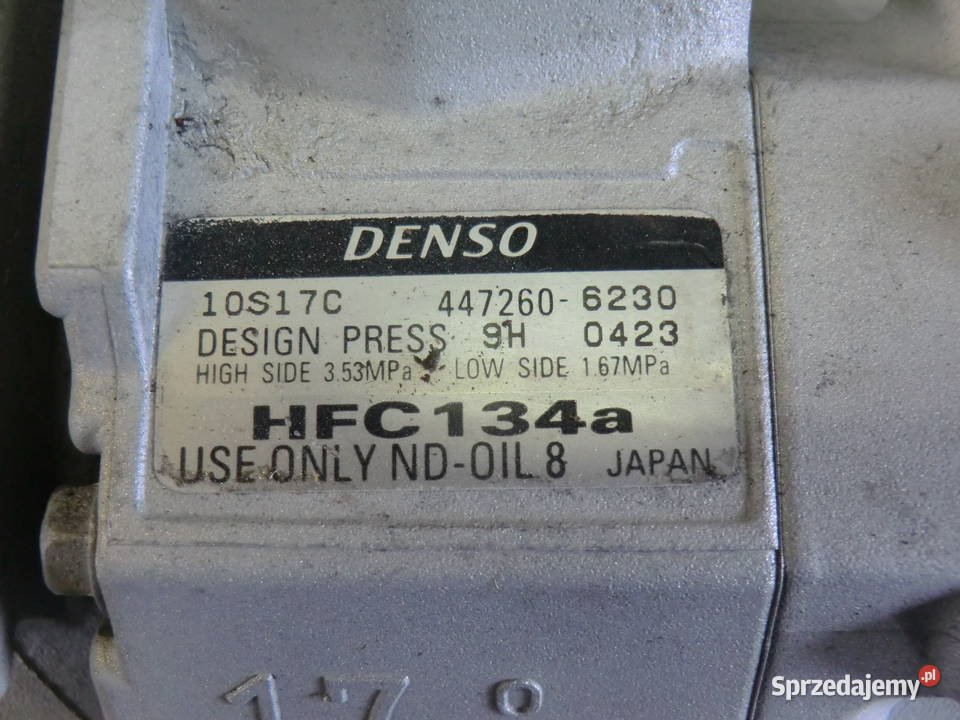 DENSO
10S17C 447260-6230
DESIGN PRESS 9H 0423
HIGH SIDE 3.53MPa LOW SIDE 1.67MPa
HFC134a
USE ONLY ND-OIL 8 JAPAN
17°
Sprzedajemy.pl